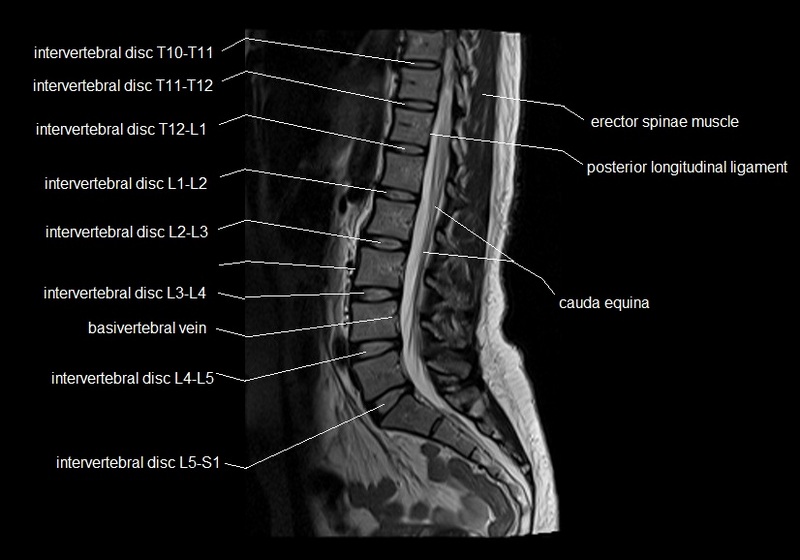 intervertebral disc T10-T11
intervertebral disc T11-T12
intervertebral disc T12-L1
intervertebral disc L1-L2
intervertebral disc L2-L3
intervertebral disc L3-L4
basivertebral vein
intervertebral disc L4-L5
intervertebral disc L5-S1
erector spinae muscle
posterior longitudinal ligament
cauda equina